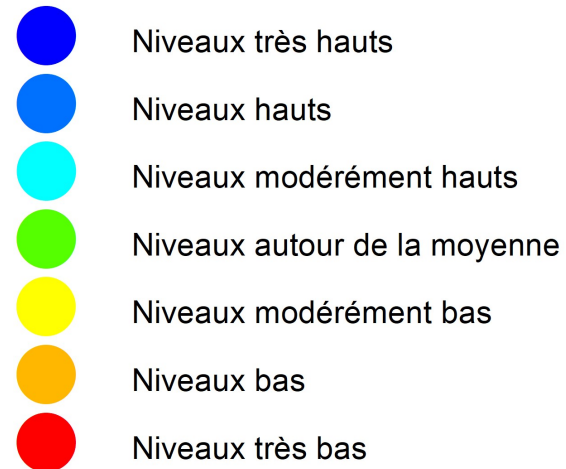 Niveaux très hauts
Niveaux hauts
Niveaux modérément hauts
Niveaux autour de la moyenne
Niveaux modérément bas
Niveaux bas
Niveaux très bas